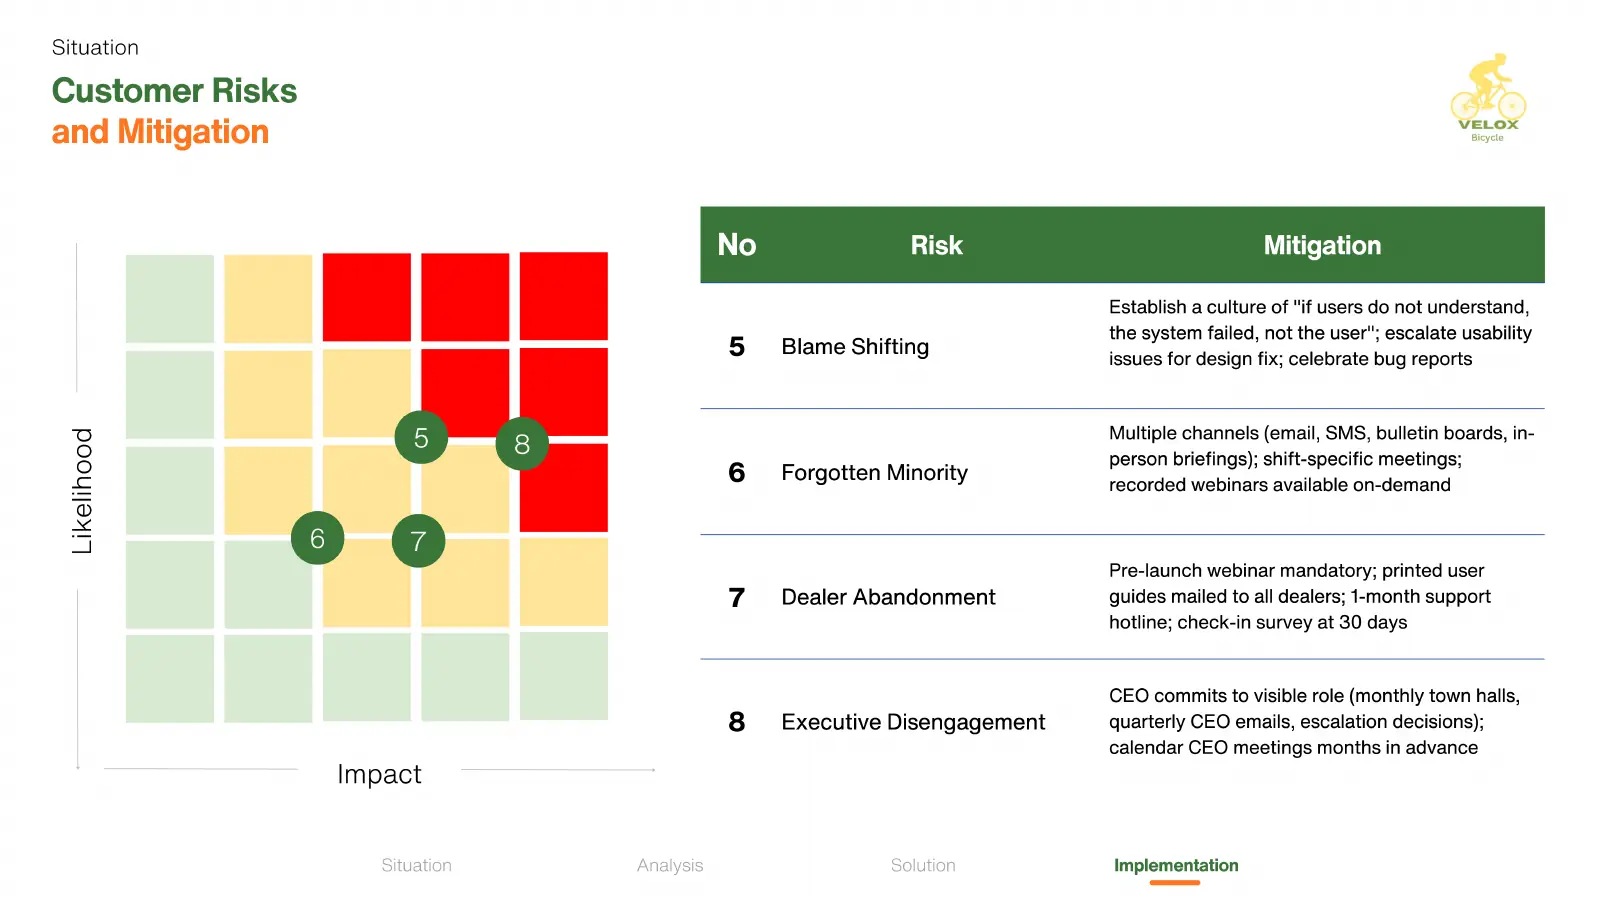 Situation
Customer Risks
and Mitigation
VELOX
Bicycle
Likelihood
5
8
6
7
Impact
No Risk Mitigation
5 Blame Shifting
Establish a culture of "if users do not understand,
the system failed, not the user"; escalate usability
issues for design fix; celebrate bug reports
6 Forgotten Minority
Multiple channels (email, SMS, bulletin boards, in-
person briefings); shift-specific meetings;
recorded webinars available on-demand
7 Dealer Abandonment
Pre-launch webinar mandatory; printed user
guides mailed to all dealers; 1-month support
hotline; check-in survey at 30 days
8 Executive Disengagement
CEO commits to visible role (monthly town halls,
quarterly CEO emails, escalation decisions);
calendar CEO meetings months in advance
Situation Analysis Solution Implementation